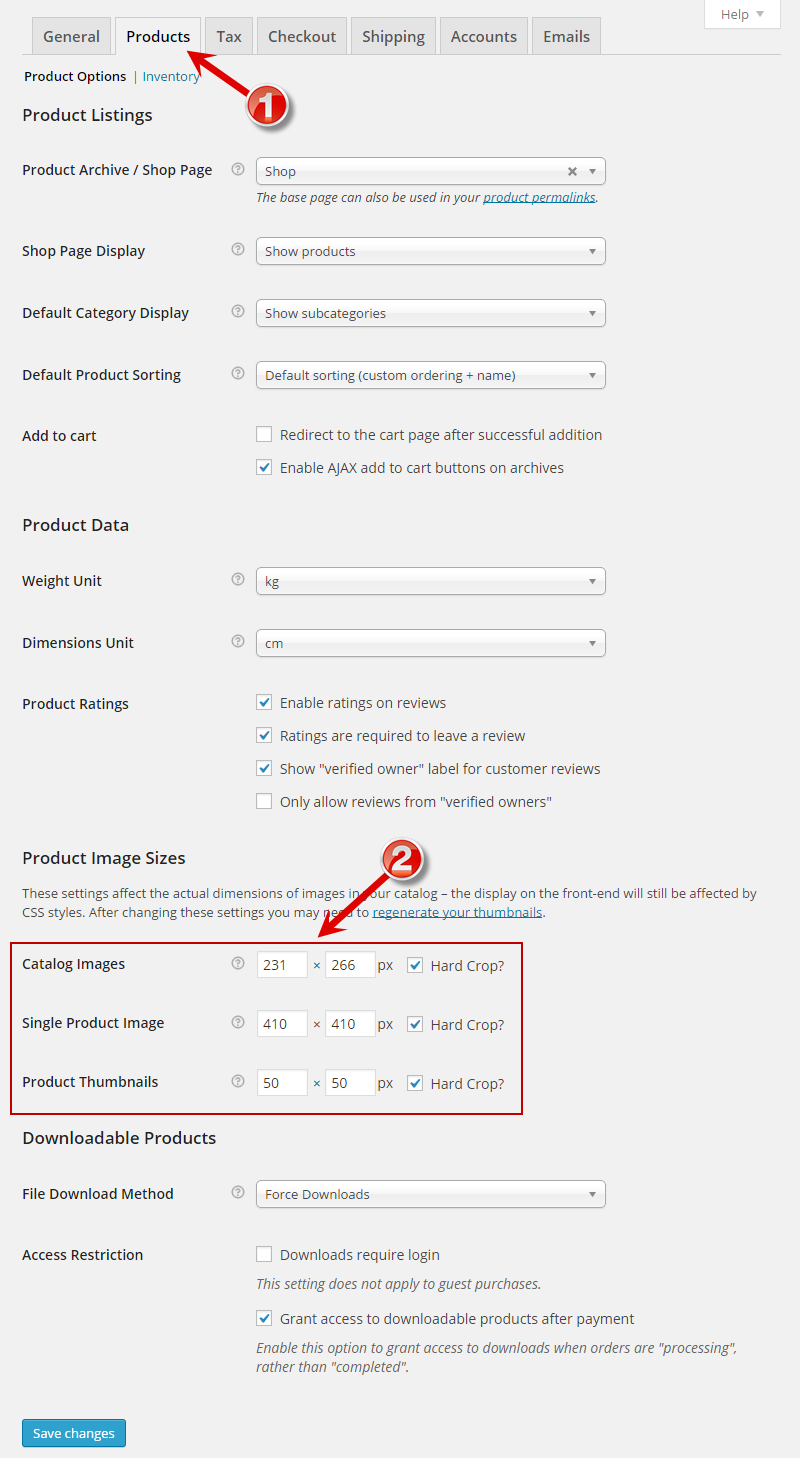 Help
General Products Tax Checkout Shipping Accounts Emails
Product Options | Inventory
1
Product Listings
Product Archive / Shop Page ? Shop ×
The base page can also be used in your product permalinks.
Shop Page Display ? Show products
Default Category Display ? Show subcategories
Default Product Sorting ? Default sorting (custom ordering + name)
Add to cart Redirect to the cart page after successful addition
Enable AJAX add to cart buttons on archives
Product Data
Weight Unit ? kg
Dimensions Unit ? cm
Product Ratings Enable ratings on reviews
Ratings are required to leave a review
Show "verified owner" label for customer reviews
Only allow reviews from "verified owners"
Product Image Sizes
2
These settings affect the actual dimensions of images in your catalog – the display on the front-end will still be affected by
CSS styles. After changing these settings you may need to regenerate your thumbnails.
Catalog Images ? 231 × 266 px Hard Crop?
Single Product Image ? 410 × 410 px Hard Crop?
Product Thumbnails ? 50 × 50 px Hard Crop?
Downloadable Products
File Download Method ? Force Downloads
Access Restriction Downloads require login
This setting does not apply to guest purchases.
Grant access to downloadable products after payment
Enable this option to grant access to downloads when orders are "processing",
rather than "completed".
Save changes